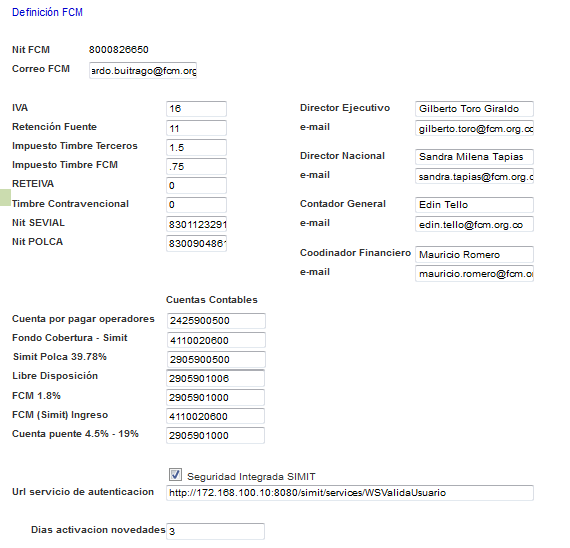 Definición FCM
Nit FCM 8000826650
Correo FCM ardo.buitrago@fcm.org
IVA 16
Retención Fuente 11
Impuesto Timbre Terceros 1.5
Impuesto Timbre FCM .75
RETEIVA 0
Timbre Contravencional 0
Nit SEVIAL 8301123291
Nit POLCA 830090486
Director Ejecutivo Gilberto Toro Giraldo
e-mail gilberto.toro@fcm.org.co
Director Nacional Sandra Milena Tapias
e-mail sandra.tapias@fcm.org.c
Contador General Edin Tello
e-mail edin.tello@fcm.org.co
Coodinador Financiero Mauricio Romero
e-mail mauricio.romero@fcm.o
Cuentas Contables
Cuenta por pagar operadores 2425900500
Fondo Cobertura - Simit 4110020600
Simit Polca 39.78% 2905900500
Libre Disposición 2905901006
FCM 1.8% 2905901000
FCM (Simit) Ingreso 4110020600
Cuenta puente 4.5% - 19% 2905901000
Seguridad Integrada SIMIT
Url servicio de autenticacion http://172.168.100.10:8080/simit/services/WSValidaUsuario
Dias activacion novedades 3